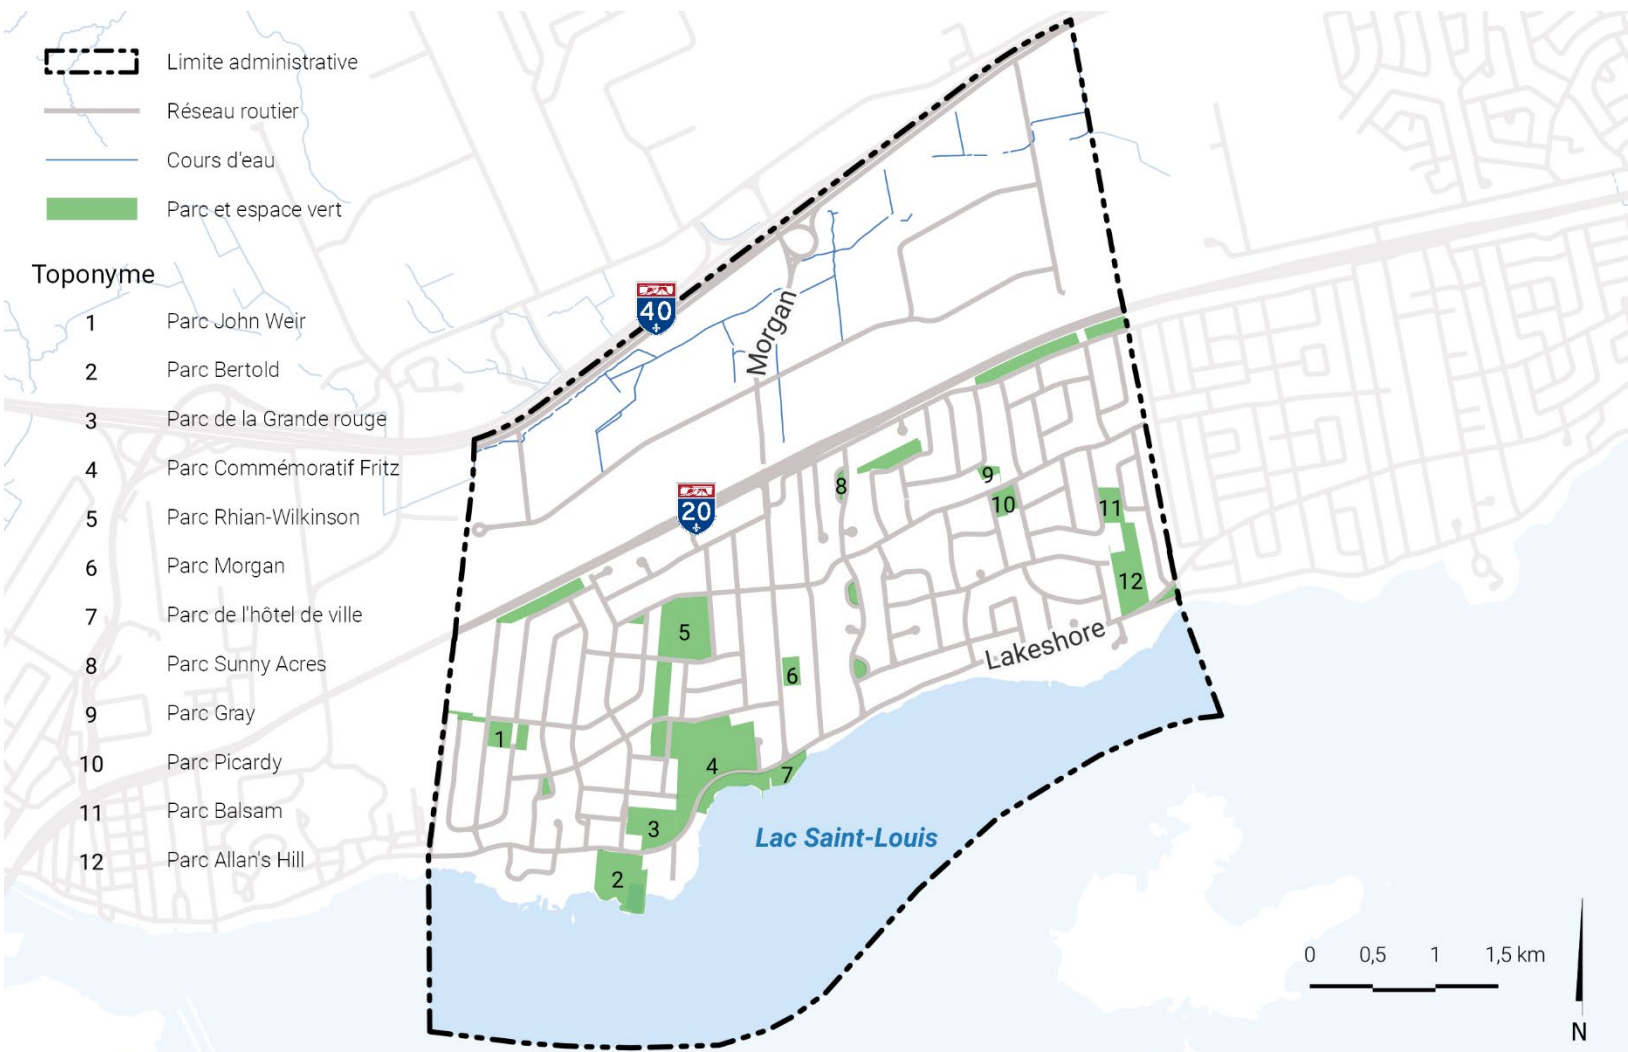 Limite administrative
Réseau routier
Cours d'eau
Parc et espace vert
Toponyme
1 Parc John Weir
2 Parc Bertold
3 Parc de la Grande rouge
4 Parc Commémoratif Fritz
5 Parc Rhian-Wilkinson
6 Parc Morgan
7 Parc de l'hôtel de ville
8 Parc Sunny Acres
9 Parc Gray
10 Parc Picardy
11 Parc Balsam
12 Parc Allan's Hill
40
Morgan
20
8
9
10
11
12
5
6
Lakeshore
1
4
7
3
2
Lac Saint-Louis
0 0,5 1 1,5 km
N